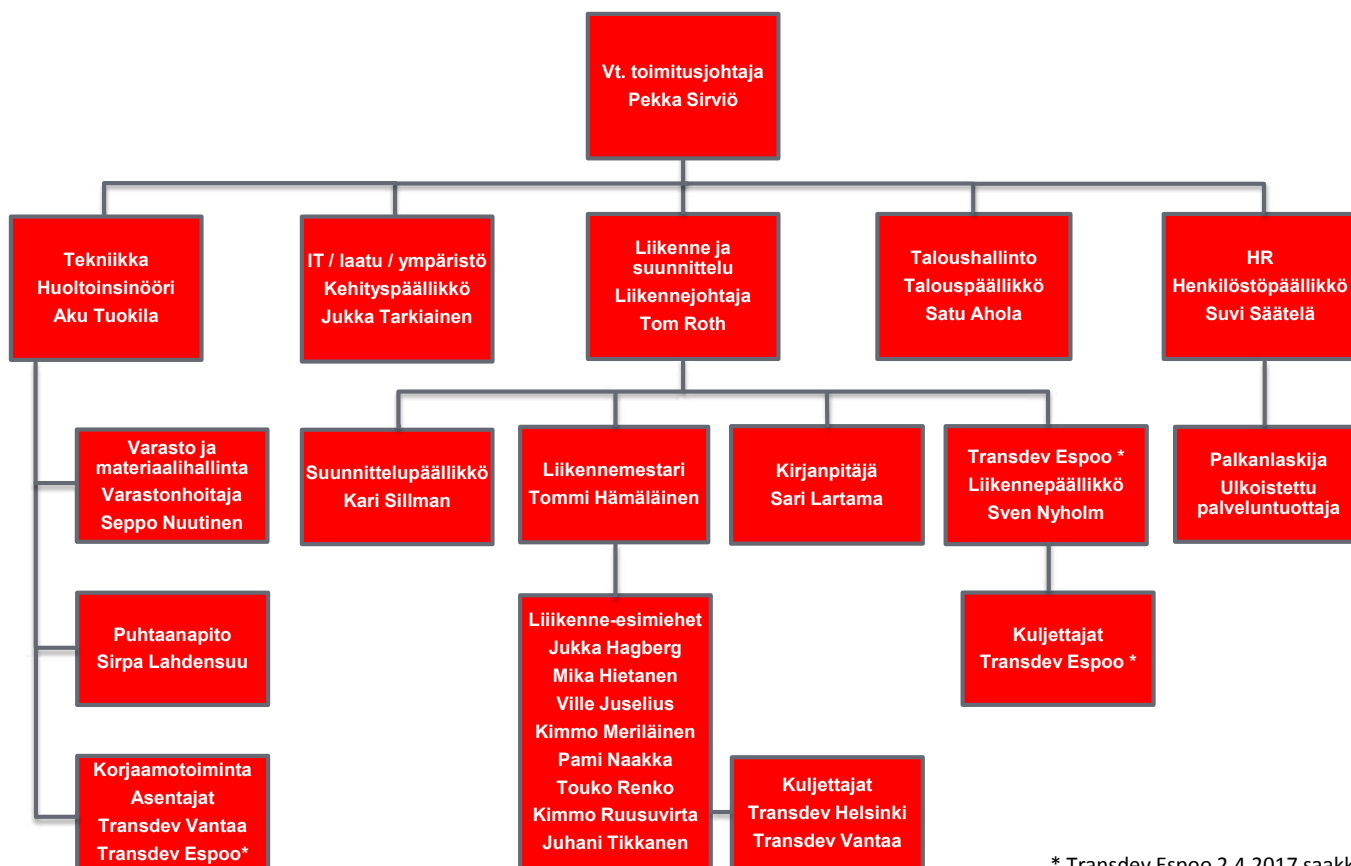 Vt. toimitusjohtaja
Pekka Sirviö
Tekniikka
Huoltoinsinööri
Aku Tuokila
IT / laatu / ympäristö
Kehityspäällikkö
Jukka Tarkiainen
Liikenne ja
suunnittelu
Liikennejohtaja
Tom Roth
Taloushallinto
Talouspäällikkö
Satu Ahola
HR
Henkilöstöpäällikkö
Suvi Säätelä
Varasto ja
materiaalihallinta
Varastonhoitaja
Seppo Nuutinen
Suunnittelupäällikkö
Kari Sillman
Liikennemestari
Tommi Hämäläinen
Kirjanpitäjä
Sari Lartama
Transdev Espoo *
Liikennepäällikkö
Sven Nyholm
Palkanlaskija
Ulkoistettu
palveluntuottaja
Puhtaanapito
Sirpa Lahdensuu
Liiikenne-esimiehet
Jukka Hagberg
Mika Hietanen
Ville Juselius
Kimmo Meriläinen
Pami Naakka
Touko Renko
Kimmo Ruusuvirta
Juhani Tikkanen
Kuljettajat
Transdev Espoo *
Korjaamotoiminta
Asentajat
Transdev Vantaa
Transdev Espoo*
Kuljettajat
Transdev Helsinki
Transdev Vantaa
* Transdev Espoo 2.4.2017 saakk